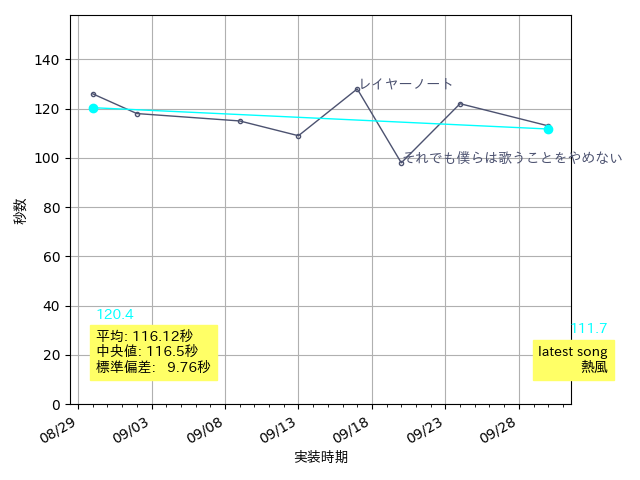 140
120
100
80
60
40
20
0
秒数
レイヤーノート
それでも僕らは歌うことをやめない
120.4
平均: 116.12秒
中央値: 116.5秒
標準偏差:  9.76秒
111.7
latest song
熱風
08/29
09/03
09/08
09/13
09/18
09/23
09/28
実装時期